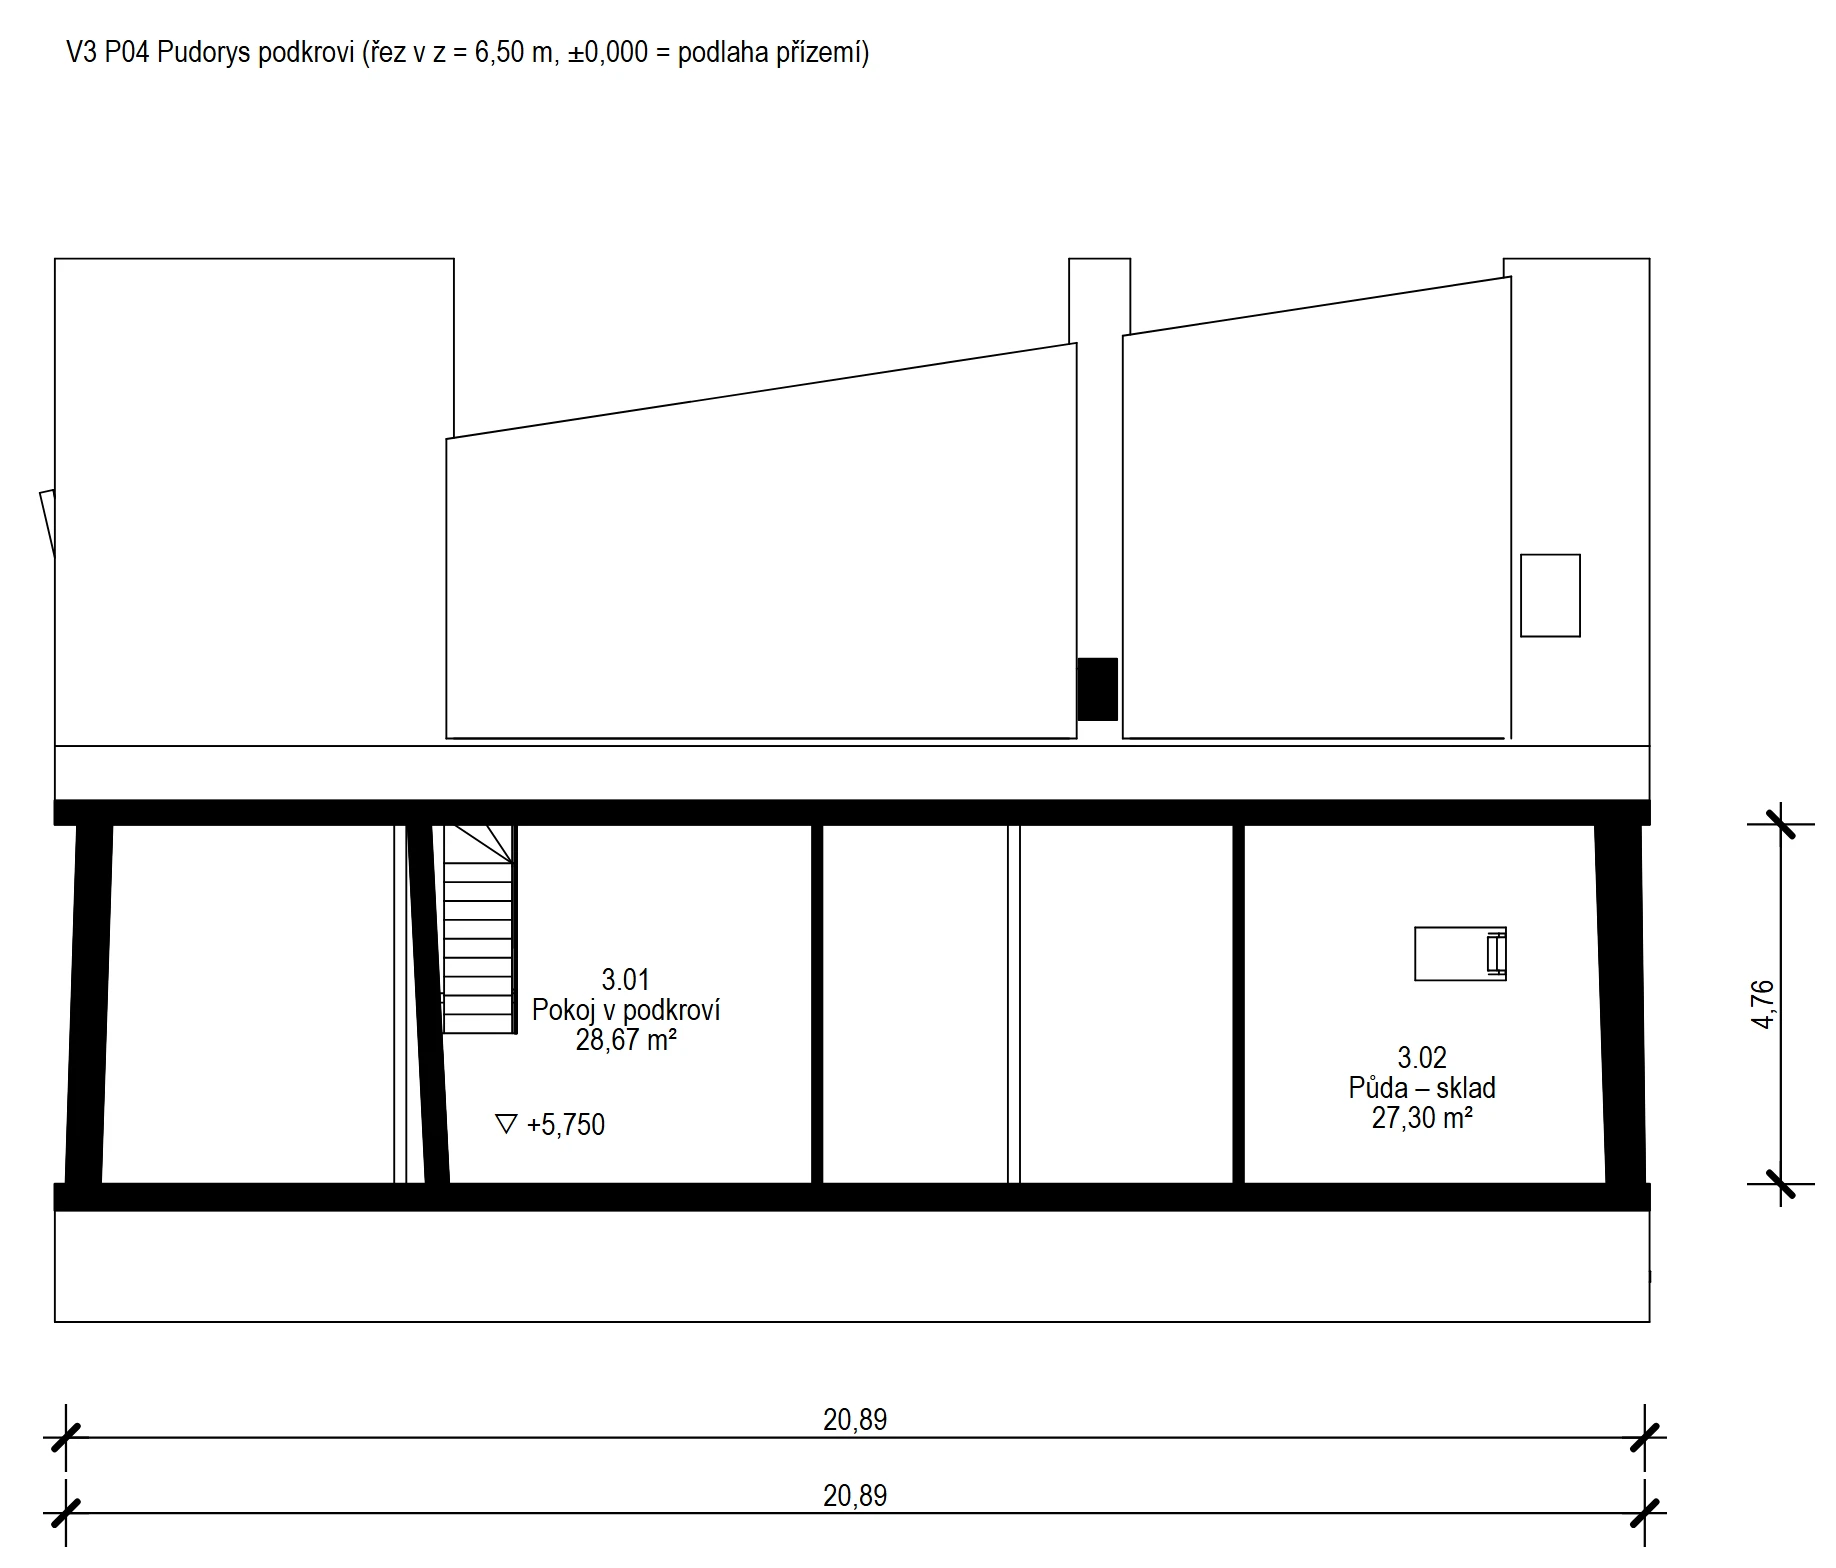 V3 P04 Pudorys podkrovi (řez v z = 6,50 m, ±0,000 = podlaha přízemí)
3.01
Pokoj v podkroví
28,67 m²
+5,750
3.02
Půda – sklad
27,30 m²
4,76
20,89
20,89